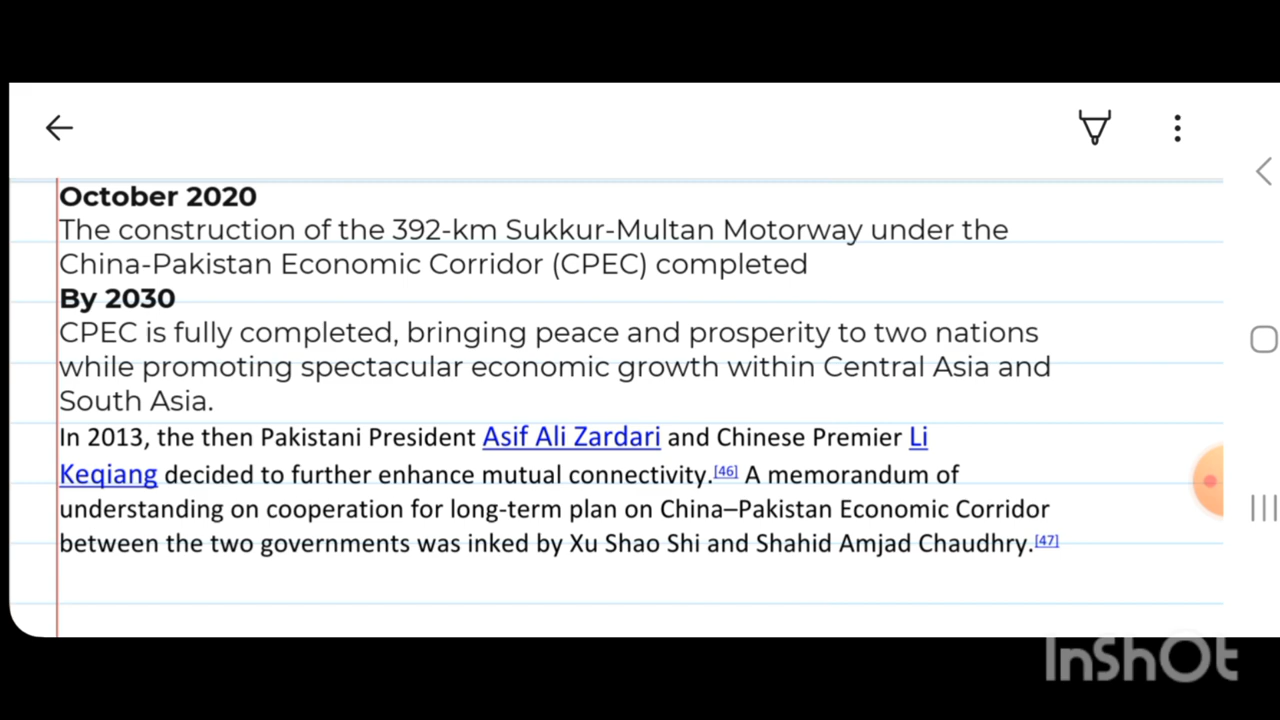 October 2020
The construction of the 392-km Sukkur-Multan Motorway under the
China-Pakistan Economic Corridor (CPEC) completed
By 2030
CPEC is fully completed, bringing peace and prosperity to two nations
while promoting spectacular economic growth within Central Asia and
South Asia.
In 2013, the then Pakistani President Asif Ali Zardari and Chinese Premier Li
Keqiang decided to further enhance mutual connectivity.[46] A memorandum of
understanding on cooperation for long-term plan on China–Pakistan Economic Corridor
between the two governments was inked by Xu Shao Shi and Shahid Amjad Chaudhry.[47]
InShOt